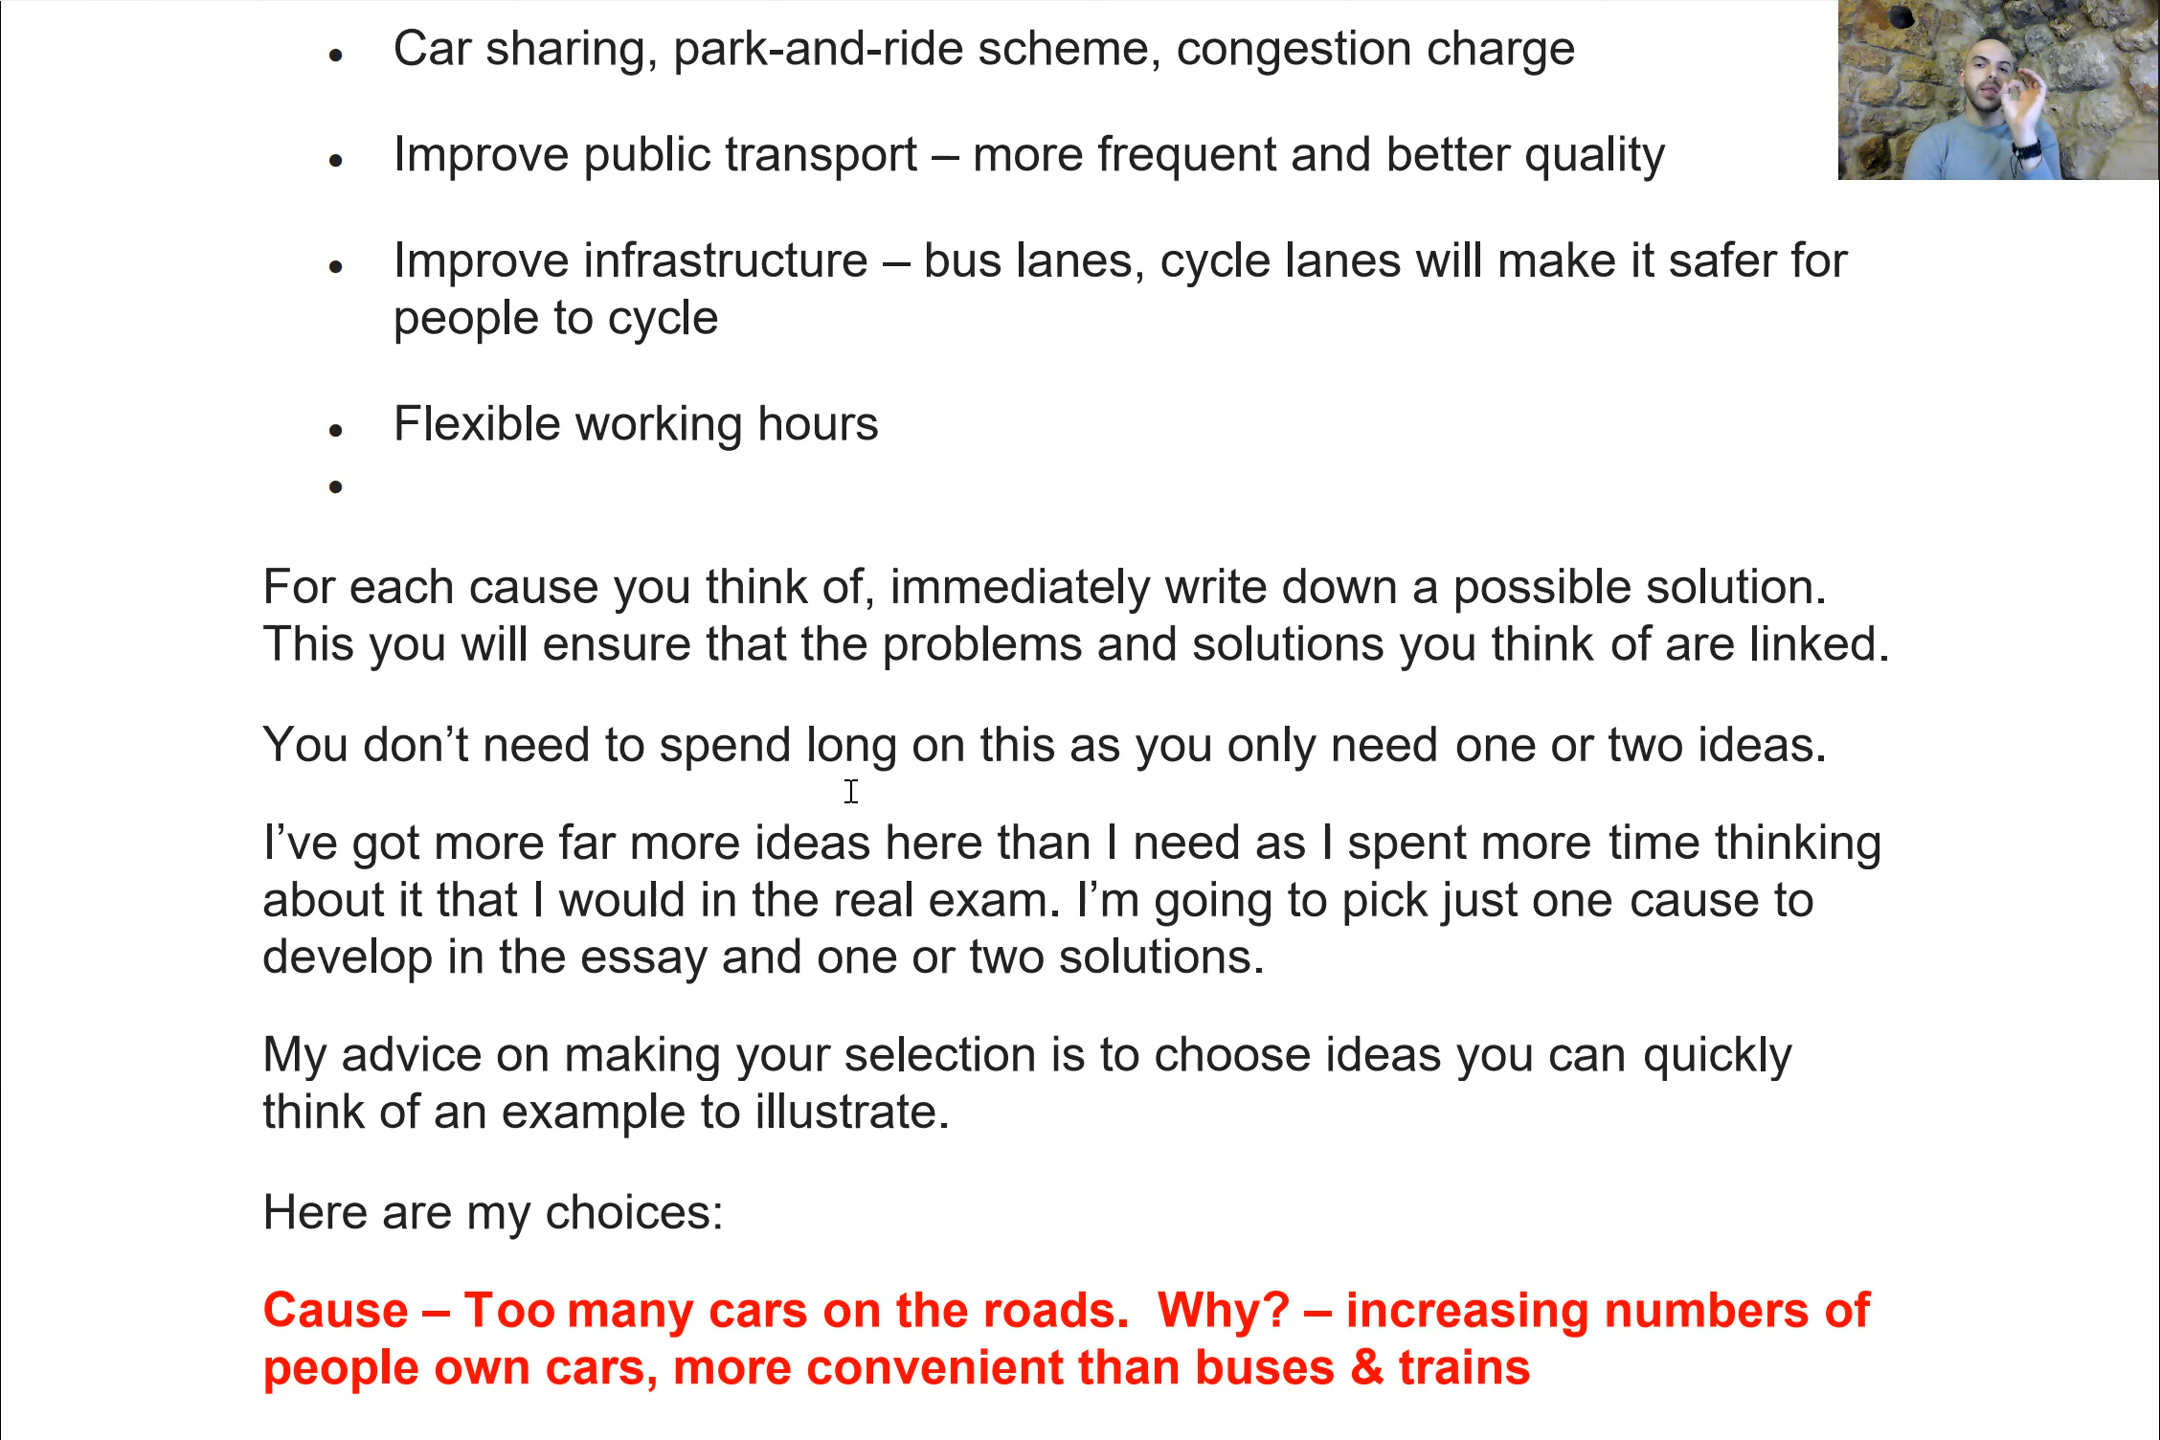 • Car sharing, park-and-ride scheme, congestion charge
• Improve public transport – more frequent and better quality
• Improve infrastructure – bus lanes, cycle lanes will make it safer for
people to cycle
• Flexible working hours
•
For each cause you think of, immediately write down a possible solution.
This you will ensure that the problems and solutions you think of are linked.
You don’t need to spend long on this as you only need one or two ideas.
I’ve got more far more ideas here than I need as I spent more time thinking
about it that I would in the real exam. I’m going to pick just one cause to
develop in the essay and one or two solutions.
My advice on making your selection is to choose ideas you can quickly
think of an example to illustrate.
Here are my choices:
Cause – Too many cars on the roads.  Why? – increasing numbers of
people own cars, more convenient than buses & trains